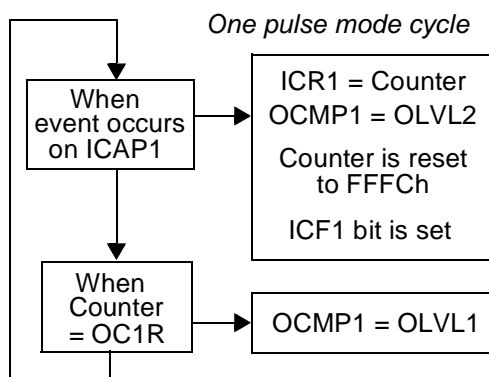 One pulse mode cycle
When
event occurs
on ICAP1
ICR1 = Counter
OCMP1 = OLVL2
Counter is reset
to FFFCh
ICF1 bit is set
When
Counter
= OC1R
OCMP1 = OLVL1